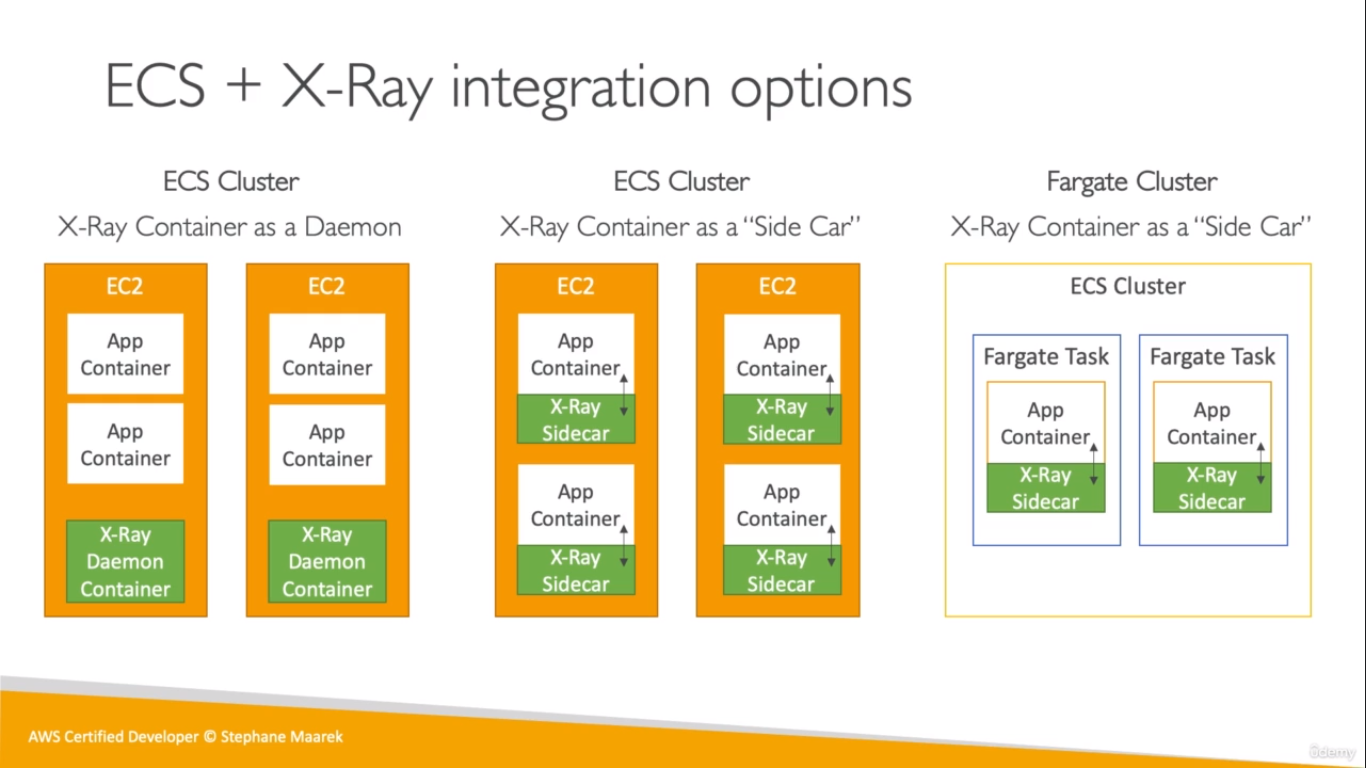 ECS + X-Ray integration options
ECS Cluster
X-Ray Container as a Daemon
EC2
App
Container
App
Container
X-Ray
Daemon
Container
EC2
App
Container
App
Container
X-Ray
Daemon
Container
ECS Cluster
X-Ray Container as a “Side Car”
EC2
App
Container
X-Ray
Sidecar
App
Container
X-Ray
Sidecar
EC2
App
Container
X-Ray
Sidecar
App
Container
X-Ray
Sidecar
Fargate Cluster
X-Ray Container as a “Side Car”
ECS Cluster
Fargate Task
App
Container
X-Ray
Sidecar
Fargate Task
App
Container
X-Ray
Sidecar
AWS Certified Developer © Stephane Maarek
ûdemy